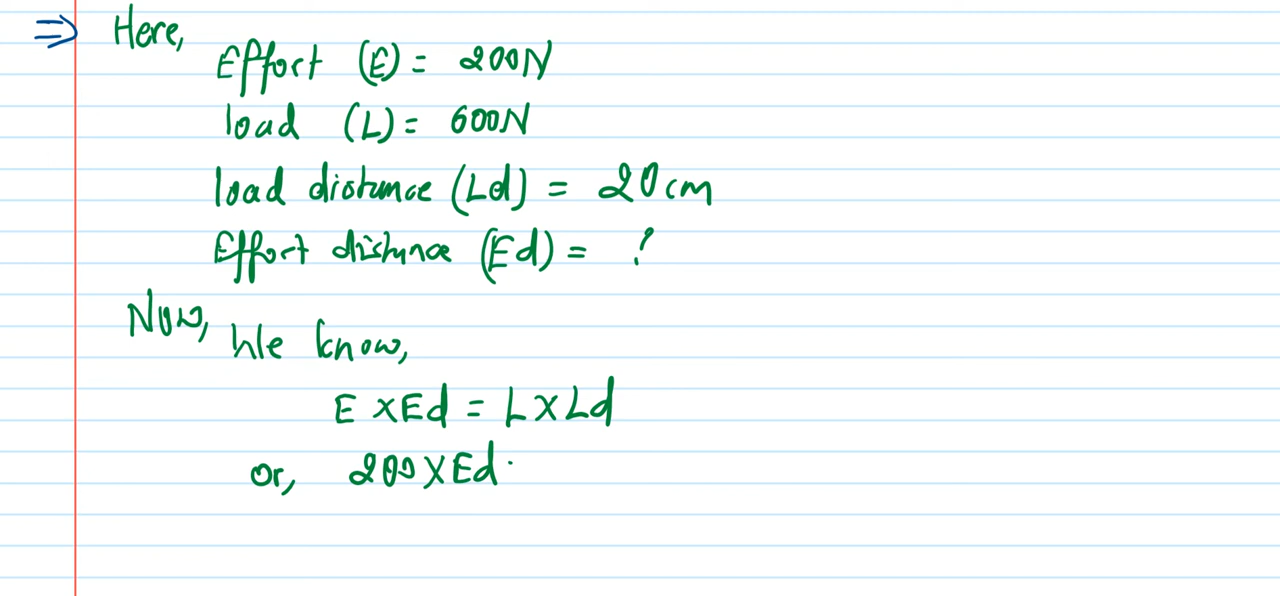 ⇒ Here,
Effort (E) = 200N
load (L) = 600N
load distance (Ld) = 20cm
Effort distance (Ed) = ?
Now,
We know,
E × Ed = L × Ld
or, 200 × Ed